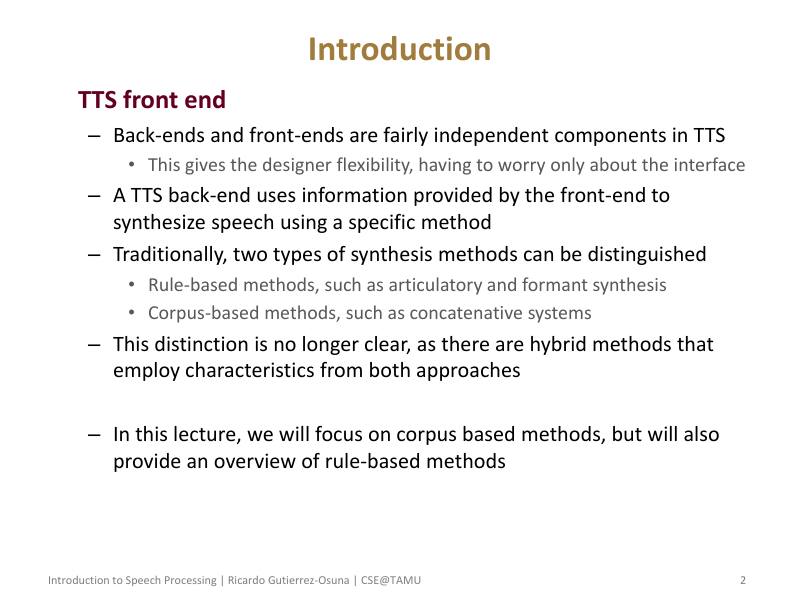 Introduction
TTS front end
– Back-ends and front-ends are fairly independent components in TTS
• This gives the designer flexibility, having to worry only about the interface
– A TTS back-end uses information provided by the front-end to
synthesize speech using a specific method
– Traditionally, two types of synthesis methods can be distinguished
• Rule-based methods, such as articulatory and formant synthesis
• Corpus-based methods, such as concatenative systems
– This distinction is no longer clear, as there are hybrid methods that
employ characteristics from both approaches
– In this lecture, we will focus on corpus based methods, but will also
provide an overview of rule-based methods
Introduction to Speech Processing | Ricardo Gutierrez-Osuna | CSE@TAMU 2